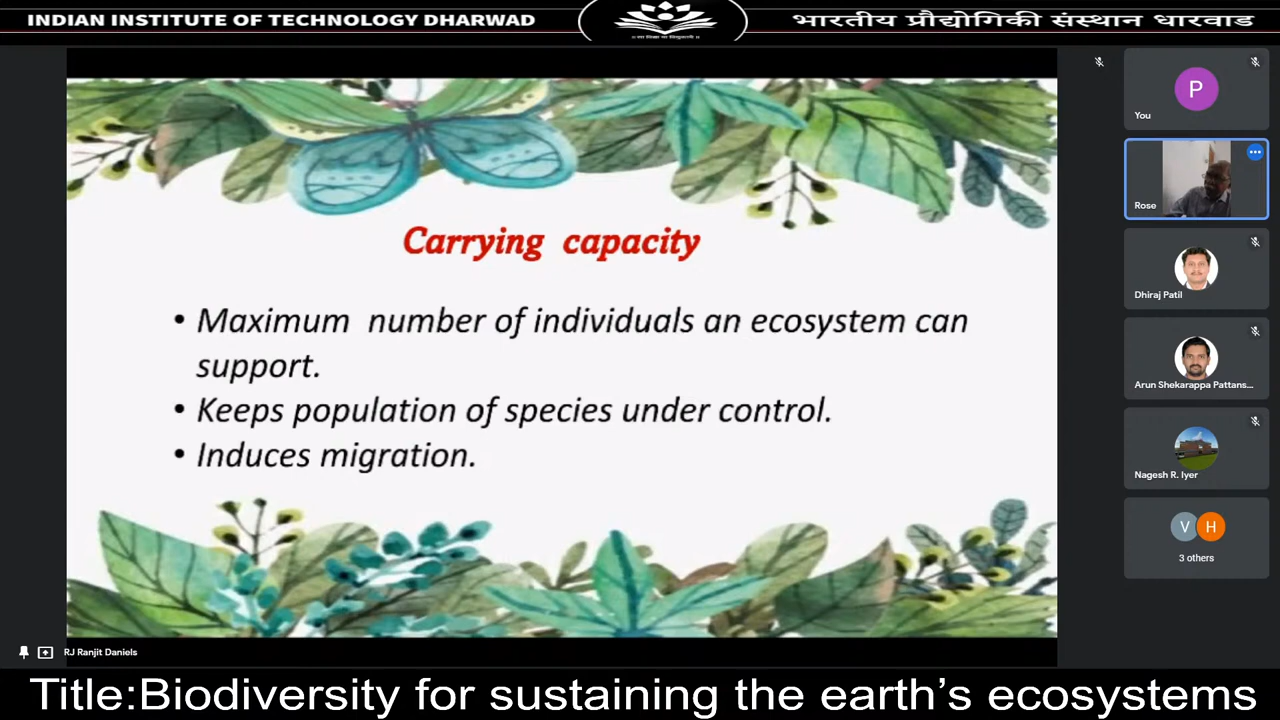 INDIAN INSTITUTE OF TECHNOLOGY DHARWAD
भारतीय प्रौद्योगिकी संस्थान धारवाड
Carrying capacity
• Maximum number of individuals an ecosystem can
support.
• Keeps population of species under control.
• Induces migration.
P
You
Rose
Dhiraj Patil
Arun Shekarappa Pattans...
Nagesh R. Iyer
V H
3 others
RJ Ranjit Daniels
Title:Biodiversity for sustaining the earth's ecosystems